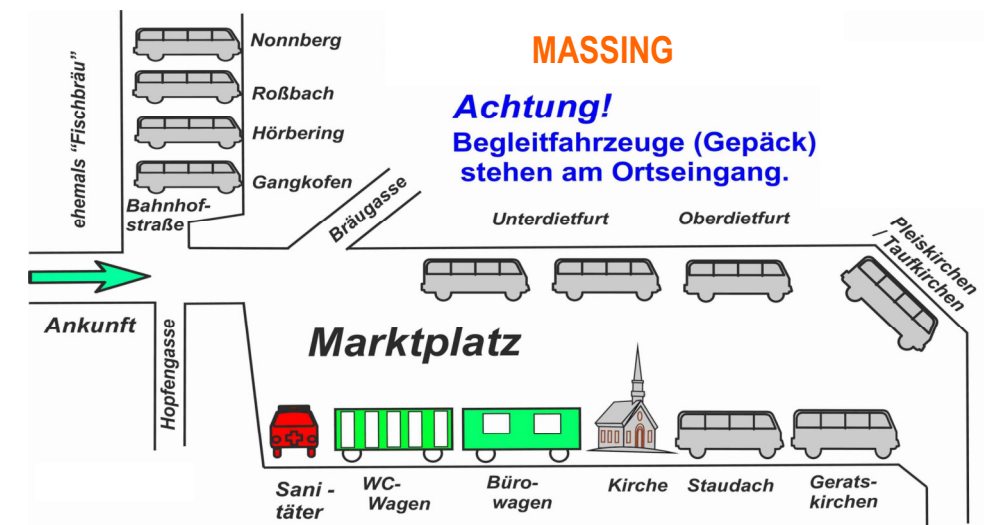 MASSING
Achtung!
Begleitfahrzeuge (Gepäck)
stehen am Ortseingang.
ehemals "Fischbräu"
Nonnberg
Roßbach
Hörbering
Gangkofen
Bahnhof-
straße
Bräugasse
Unterdietfurt
Oberdietfurt
Pleiskirchen
/ Taufkirchen
Ankunft
Hopfengasse
Marktplatz
Sani -
täter
WC-
Wagen
Büro-
wagen
Kirche
Staudach
Gerats-
kirchen